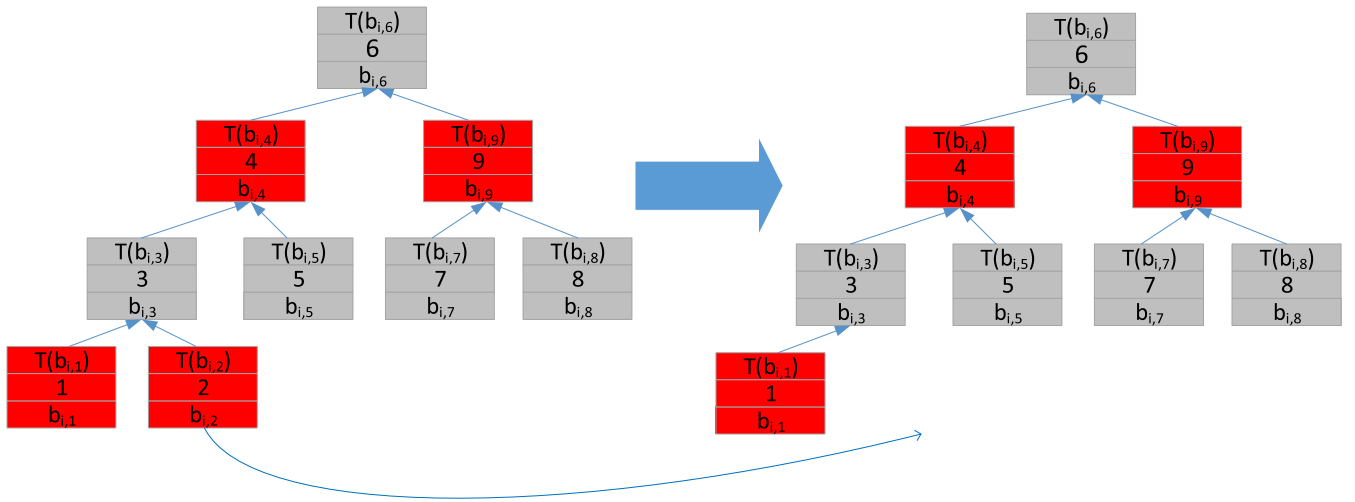 T(bi,6)
6
bi,6
T(bi,4)
4
bi,4
T(bi,9)
9
bi,9
T(bi,3)
3
bi,3
T(bi,5)
5
bi,5
T(bi,7)
7
bi,7
T(bi,8)
8
bi,8
T(bi,1)
1
bi,1
T(bi,2)
2
bi,2
T(bi,6)
6
bi,6
T(bi,4)
4
bi,4
T(bi,9)
9
bi,9
T(bi,3)
3
bi,3
T(bi,5)
5
bi,5
T(bi,7)
7
bi,7
T(bi,8)
8
bi,8
T(bi,1)
1
bi,1